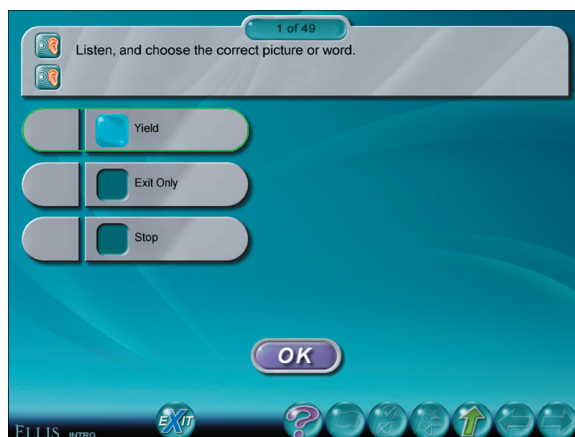 1 of 49
Listen, and choose the correct picture or word.
Yield
Exit Only
Stop
OK
EXIT
ELLIS INTRO